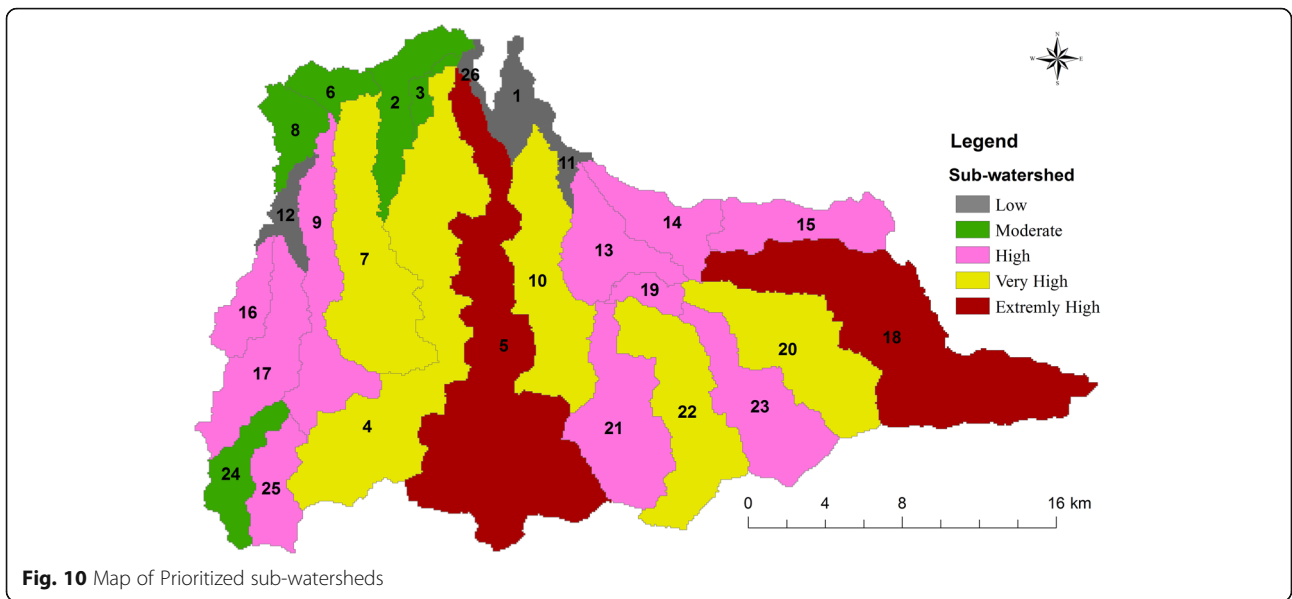 N
W E
S
26
6
2
3
1
8
11
12
9
14
15
13
7
10
19
16
5
18
20
17
22
23
4
21
24
25
Legend
Sub-watershed
Low
Moderate
High
Very High
Extremly High
0 4 8 16 km
Fig. 10 Map of Prioritized sub-watersheds